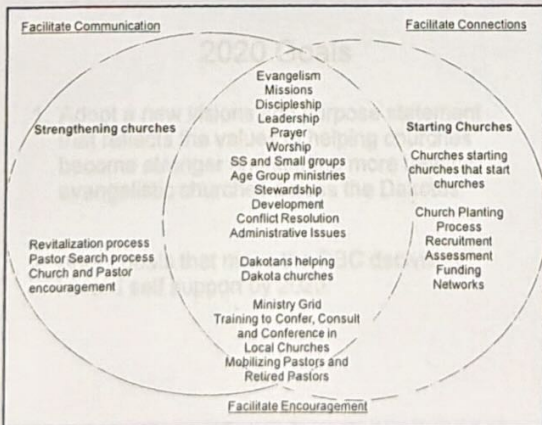 Facilitate Communication
Facilitate Connections
2020 Goals
Evangelism
Missions
Discipleship
Leadership
Prayer
Worship
SS and Small groups
Age Group ministries
Stewardship
Development
Conflict Resolution
Administrative Issues
Dakotans helping
Dakota churches
Ministry Grid
Training to Confer, Consult
and Conference in
Local Churches
Mobilizing Pastors and
Retired Pastors
Strengthening churches
Revitalization process
Pastor Search process
Church and Pastor
encouragement
Starting Churches
Churches starting
churches that start
churches
Church Planting
Process
Recruitment
Assessment
Funding
Networks
Facilitate Encouragement